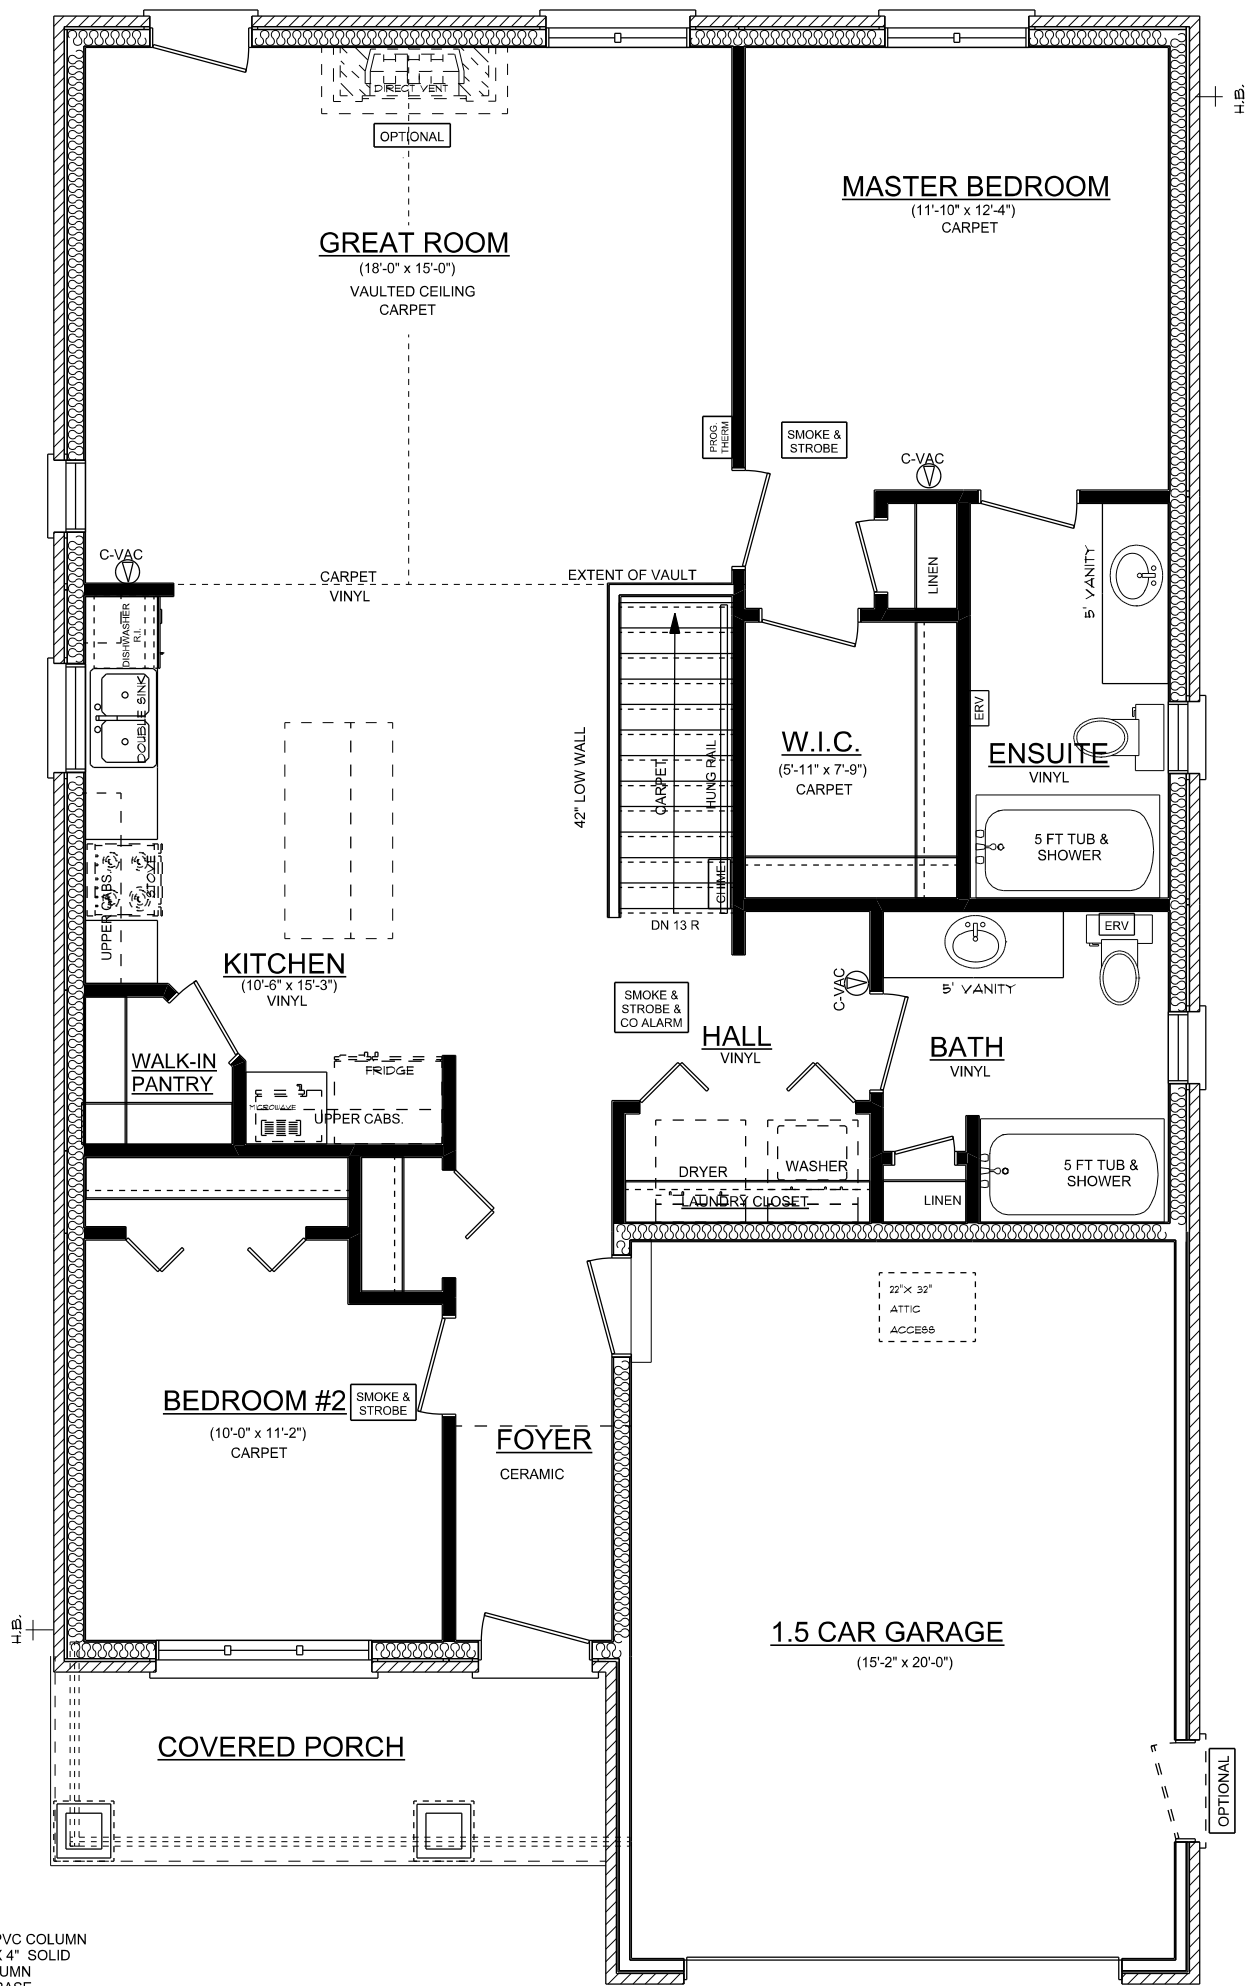 DIRECT VENT
OPTIONAL
H.B.
MASTER BEDROOM
(11'-10" x 12'-4")
CARPET
GREAT ROOM
(18'-0" x 15'-0")
VAULTED CEILING
CARPET
PROG.
THERM
SMOKE &
STROBE
C-VAC
C-VAC
CARPET
VINYL
EXTENT OF VAULT
LINEN
5' VANITY
DISHWASHER
R.I.
DOUBLE SINK
42" LOW WALL
CARPET
HUNG RAIL
CHIME
DN 13 R
W.I.C.
(5'-11" x 7'-9")
CARPET
ERV
ENSUITE
VINYL
5 FT TUB &
SHOWER
UPPER CABS.
STOVE
KITCHEN
(10'-6" x 15'-3")
VINYL
SMOKE &
STROBE &
CO ALARM
C-VAC
HALL
VINYL
5' VANITY
ERV
BATH
VINYL
WALK-IN
PANTRY
FRIDGE
MICROWAVE
UPPER CABS.
DRYER
WASHER
LAUNDRY CLOSET
LINEN
5 FT TUB &
SHOWER
22"X 32"
ATTIC
ACCESS
BEDROOM #2
(10'-0" x 11'-2")
CARPET
SMOKE &
STROBE
FOYER
CERAMIC
H.B.
1.5 CAR GARAGE
(15'-2" x 20'-0")
COVERED PORCH
OPTIONAL
PVC COLUMN
X 4" SOLID